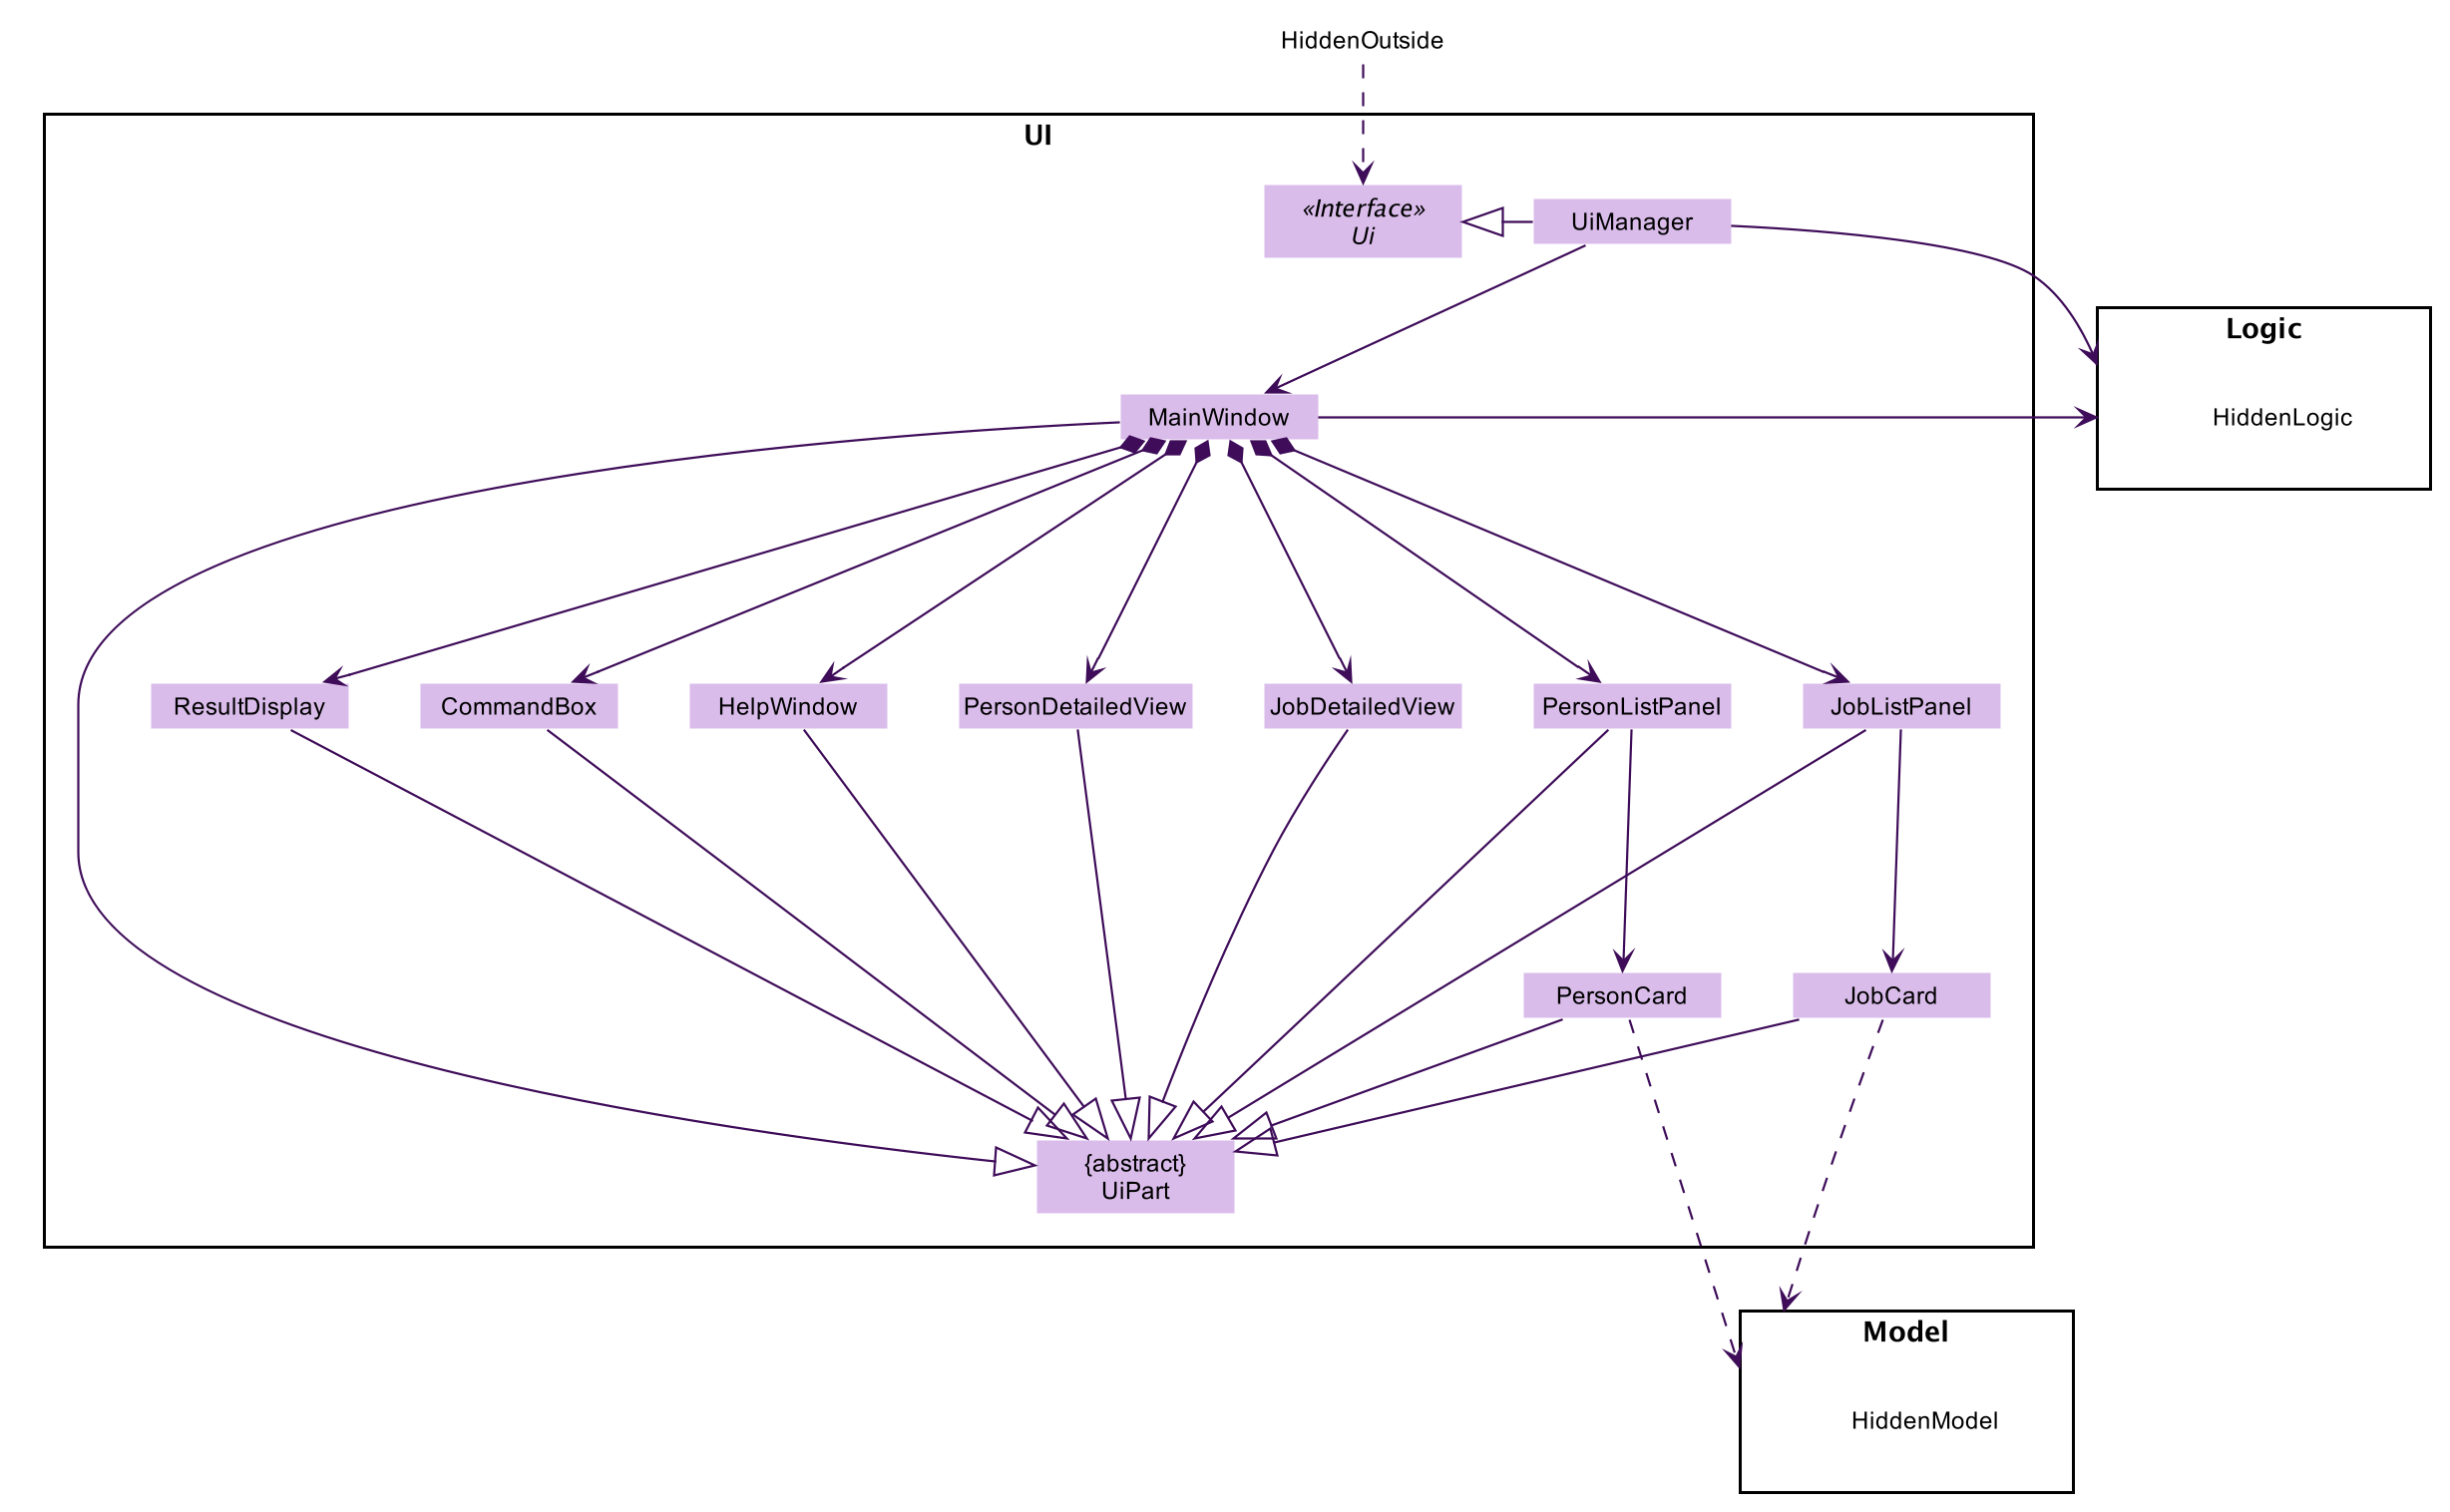 HiddenOutside
UI
«Interface»
Ui
UiManager
Logic
HiddenLogic
MainWindow
ResultDisplay
CommandBox
HelpWindow
PersonDetailedView
JobDetailedView
PersonListPanel
JobListPanel
PersonCard
JobCard
{abstract}
UiPart
Model
HiddenModel